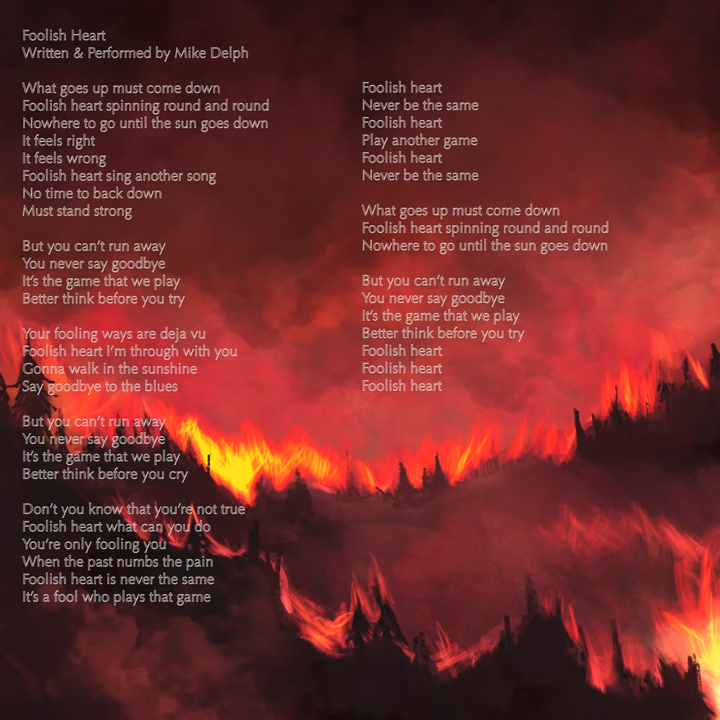 Foolish Heart
Written & Performed by Mike Delph
What goes up must come down
Foolish heart spinning round and round
Nowhere to go until the sun goes down
It feels right
It feels wrong
Foolish heart sing another song
No time to back down
Must stand strong
But you can't run away
You never say goodbye
It's the game that we play
Better think before you try
Your fooling ways are deja vu
Foolish heart I'm through with you
Gonna walk in the sunshine
Say goodbye to the blues
But you can't run away
You never say goodbye
It's the game that we play
Better think before you cry
Don't you know that you're not true
Foolish heart what can you do
You're only fooling you
When the past numbs the pain
Foolish heart is never the same
It's a fool who plays that game
Foolish heart
Never be the same
Foolish heart
Play another game
Foolish heart
Never be the same
What goes up must come down
Foolish heart spinning round and round
Nowhere to go until the sun goes down
But you can't run away
You never say goodbye
It's the game that we play
Better think before you try
Foolish heart
Foolish heart
Foolish heart